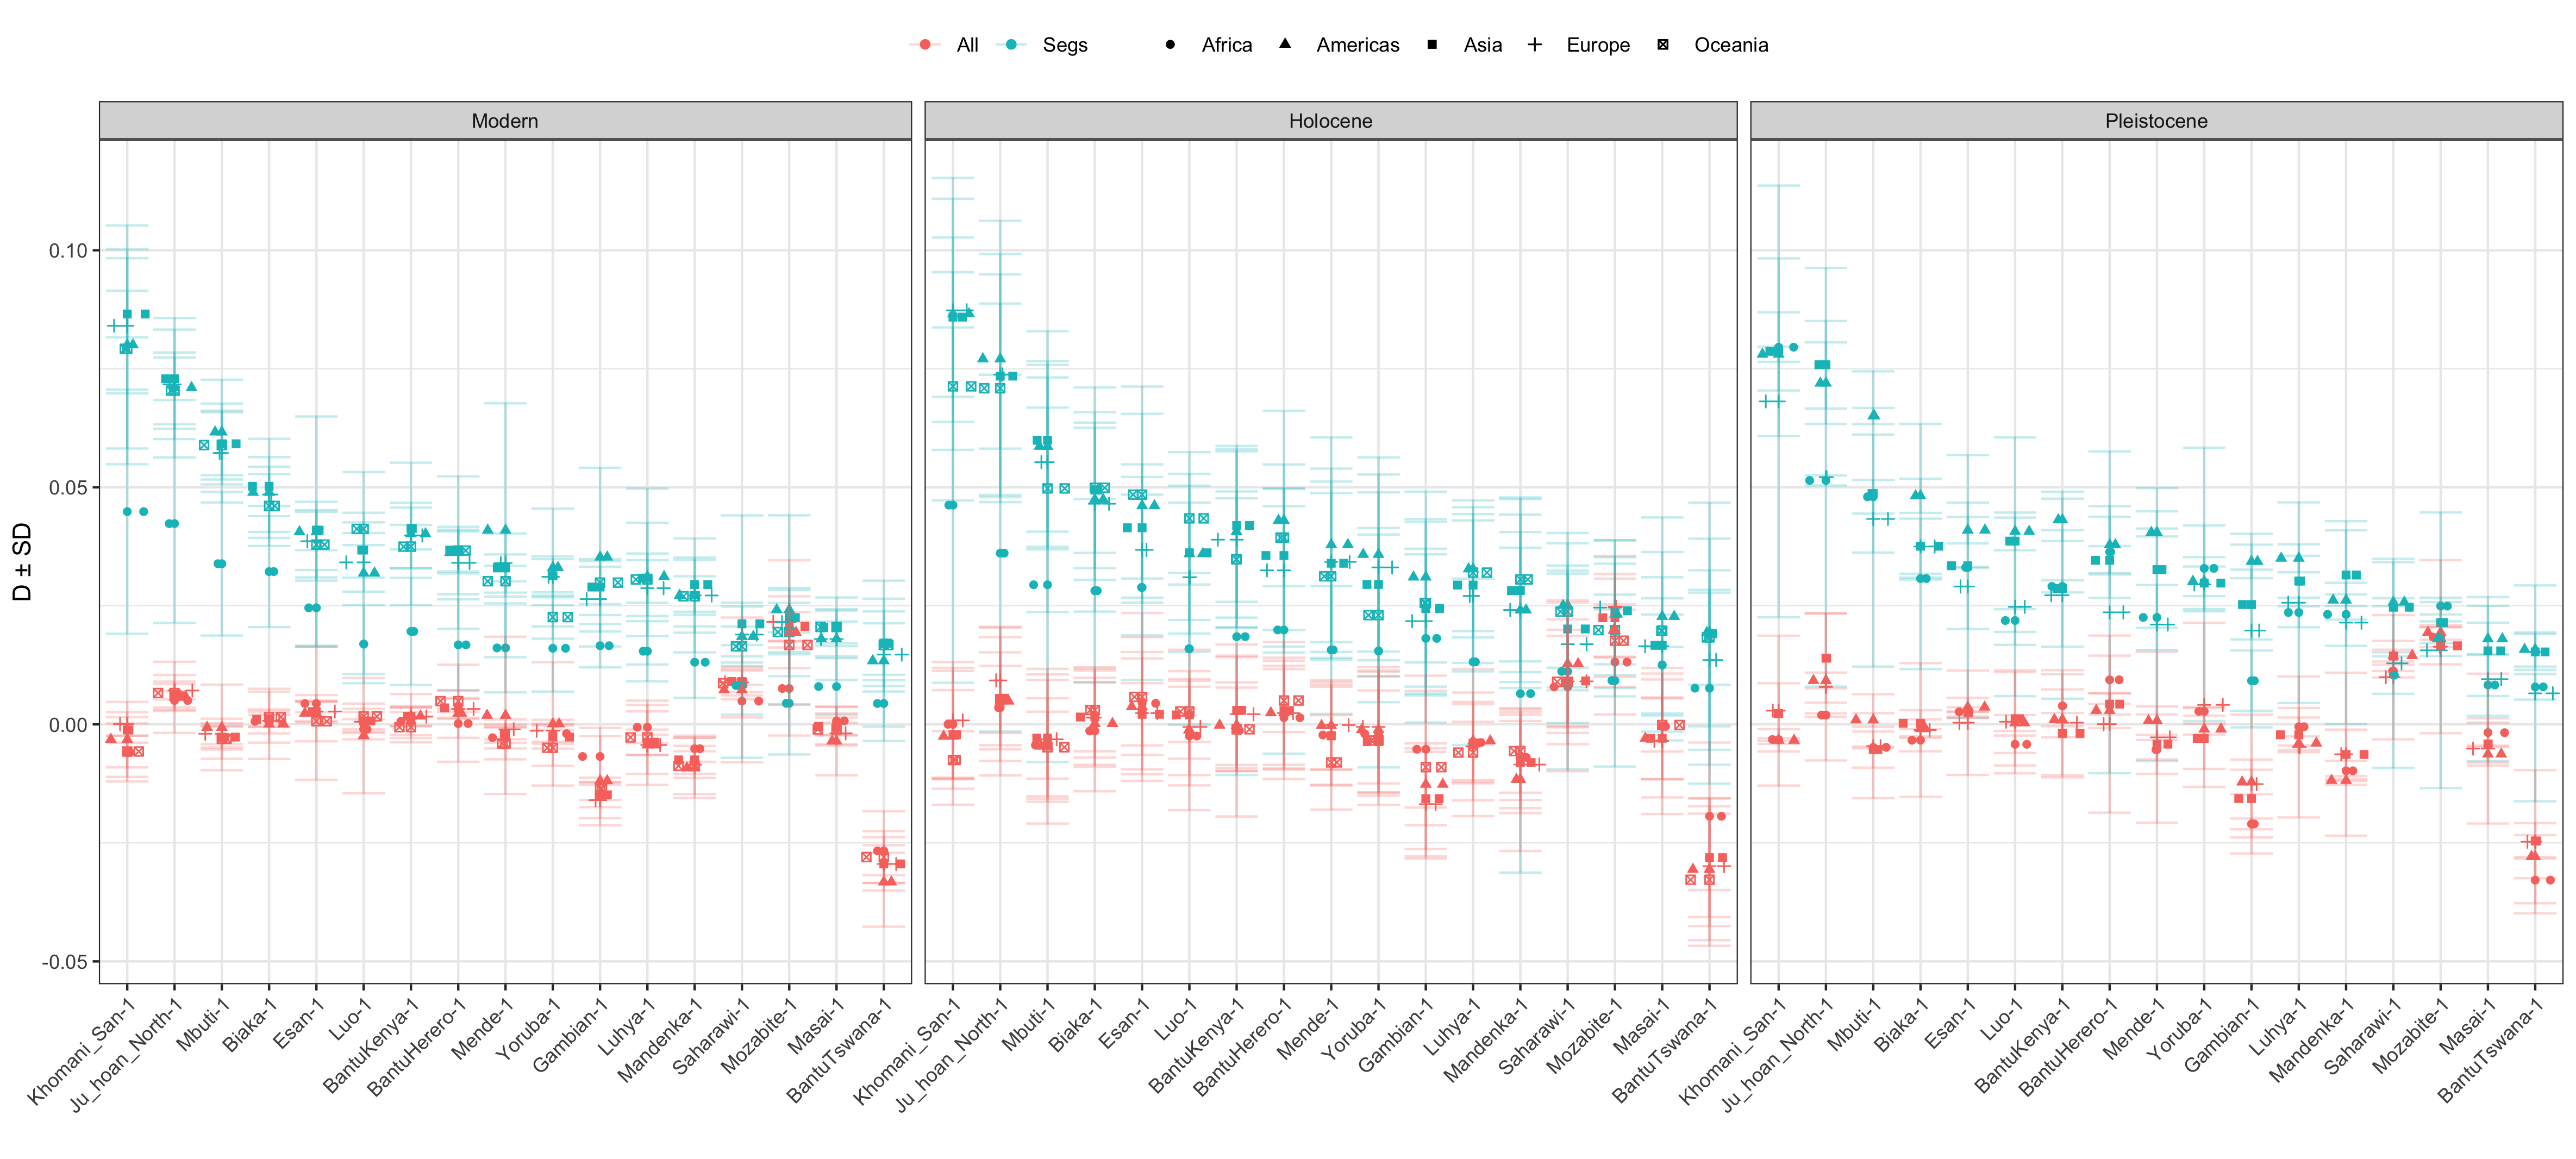 All Segs Africa Americas Asia Europe Oceania
Modern Holocene Pleistocene
D ± SD
0.10
0.05
0.00
-0.05
Khomani_San-1 Ju_hoan_North-1 Mbuti-1 Biaka-1 Esan-1 Luo-1 BantuKenya-1 BantuHerero-1 Mende-1 Yoruba-1 Gambian-1 Luhya-1 Mandenka-1 Saharawi-1 Mozabite-1 Masai-1 BantuTswana-1
Khomani_San-1 Ju_hoan_North-1 Mbuti-1 Biaka-1 Esan-1 Luo-1 BantuKenya-1 BantuHerero-1 Mende-1 Yoruba-1 Gambian-1 Luhya-1 Mandenka-1 Saharawi-1 Mozabite-1 Masai-1 BantuTswana-1
Khomani_San-1 Ju_hoan_North-1 Mbuti-1 Biaka-1 Esan-1 Luo-1 BantuKenya-1 BantuHerero-1 Mende-1 Yoruba-1 Gambian-1 Luhya-1 Mandenka-1 Saharawi-1 Mozabite-1 Masai-1 BantuTswana-1